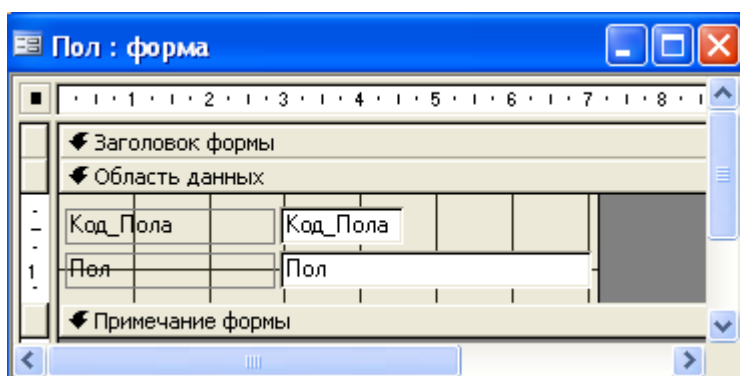 Пол : форма
1 2 3 4 5 6 7 8
Заголовок формы
Область данных
Код_Пола Код_Пола
1
Пол Пол
Примечание формы